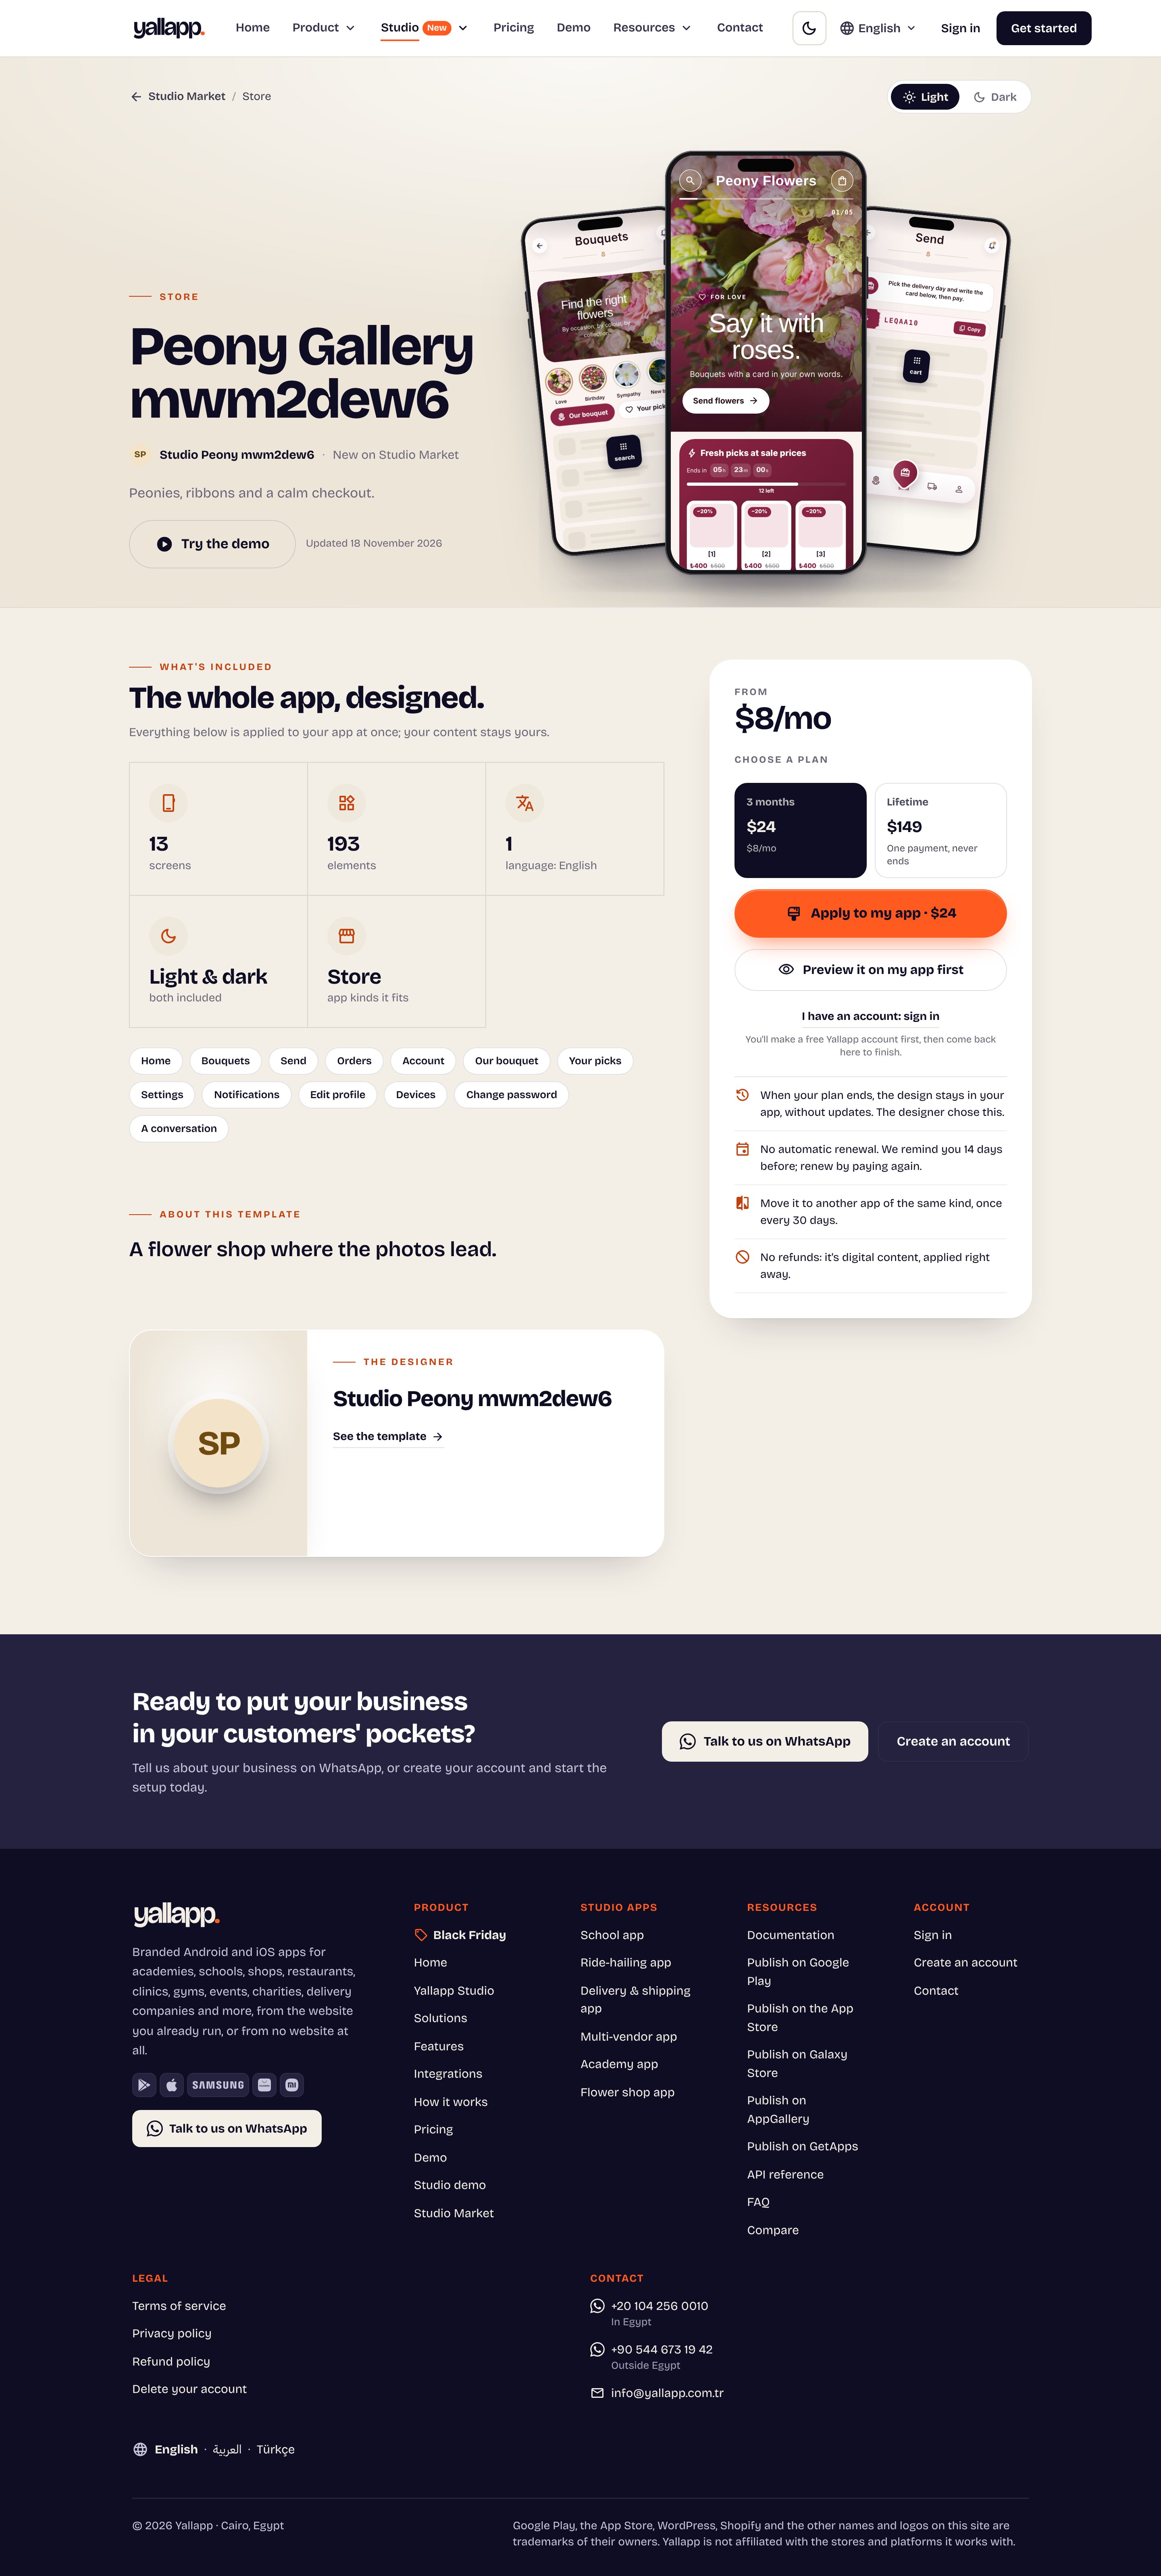 yallapp.
Home
Product
Studio New
Pricing
Demo
Resources
Contact
English
Sign in
Get started
Studio Market / Store
Light
Dark
STORE
Peony Gallery
mwm2dew6
SP Studio Peony mwm2dew6 · New on Studio Market
Peonies, ribbons and a calm checkout.
Try the demo
Updated 18 November 2026
Bouquets
8
Find the right
flowers
By occasion, by colour, by
collection.
Love
Birthday
Sympathy
Our bouquet
search
Peony Flowers
01/05
FOR LOVE
Say it with
roses.
Bouquets with a card in your own words.
Send flowers
Fresh picks at sale prices
Ends in 05h 23m 00s
12 left
-20%
-20%
-20%
[1]
[2]
[3]
₺400 ₺500
₺400 ₺500
₺400 ₺500
Send
8
Pick the delivery day and write the
card below, then pay.
LEQAA10
Copy
cart
WHAT'S INCLUDED
The whole app, designed.
Everything below is applied to your app at once; your content stays yours.
13
screens
193
elements
1
language: English
Light & dark
both included
Store
app kinds it fits
Home
Bouquets
Send
Orders
Account
Our bouquet
Your picks
Settings
Notifications
Edit profile
Devices
Change password
A conversation
FROM
$8/mo
CHOOSE A PLAN
3 months
$24
$8/mo
Lifetime
$149
One payment, never
ends
Apply to my app · $24
Preview it on my app first
I have an account: sign in
You'll make a free Yallapp account first, then come back
here to finish.
When your plan ends, the design stays in your
app, without updates. The designer chose this.
No automatic renewal. We remind you 14 days
before; renew by paying again.
Move it to another app of the same kind, once
every 30 days.
No refunds: it's digital content, applied right
away.
ABOUT THIS TEMPLATE
A flower shop where the photos lead.
SP
THE DESIGNER
Studio Peony mwm2dew6
See the template
Ready to put your business
in your customers' pockets?
Tell us about your business on WhatsApp, or create your account and start the
setup today.
Talk to us on WhatsApp
Create an account
yallapp.
Branded Android and iOS apps for
academies, schools, shops, restaurants,
clinics, gyms, events, charities, delivery
companies and more, from the website
you already run, or from no website at
all.
SAMSUNG
Talk to us on WhatsApp
PRODUCT
Black Friday
Home
Yallapp Studio
Solutions
Features
Integrations
How it works
Pricing
Demo
Studio demo
Studio Market
STUDIO APPS
School app
Ride-hailing app
Delivery & shipping
app
Multi-vendor app
Academy app
Flower shop app
RESOURCES
Documentation
Publish on Google
Play
Publish on the App
Store
Publish on Galaxy
Store
Publish on
AppGallery
Publish on GetApps
API reference
FAQ
Compare
ACCOUNT
Sign in
Create an account
Contact
LEGAL
Terms of service
Privacy policy
Refund policy
Delete your account
CONTACT
+20 104 256 0010
In Egypt
+90 544 673 19 42
Outside Egypt
info@yallapp.com.tr
English · العربية · Türkçe
© 2026 Yallapp · Cairo, Egypt
Google Play, the App Store, WordPress, Shopify and the other names and logos on this site are
trademarks of their owners. Yallapp is not affiliated with the stores and platforms it works with.